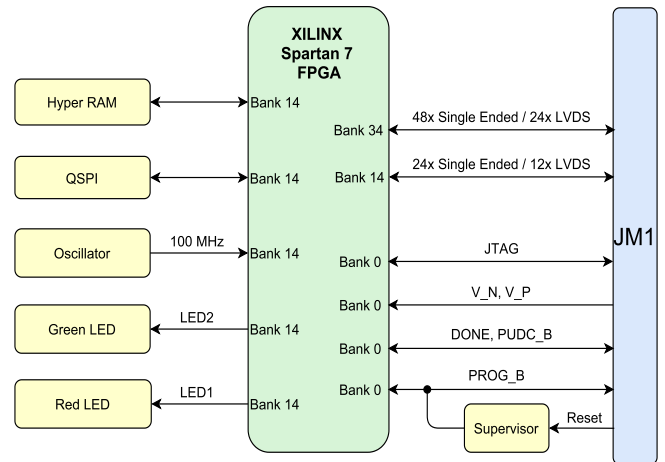 XILINX
Spartan 7
FPGA
Hyper RAM
Bank 14
48x Single Ended / 24x LVDS
Bank 34
24x Single Ended / 12x LVDS
QSPI
Bank 14
Bank 14
JM1
100 MHz
Oscillator
Bank 14
JTAG
Bank 0
V_N, V_P
Bank 0
LED2
Green LED
Bank 14
DONE, PUDC_B
Bank 0
PROG_B
Bank 0
LED1
Red LED
Bank 14
Supervisor
Reset